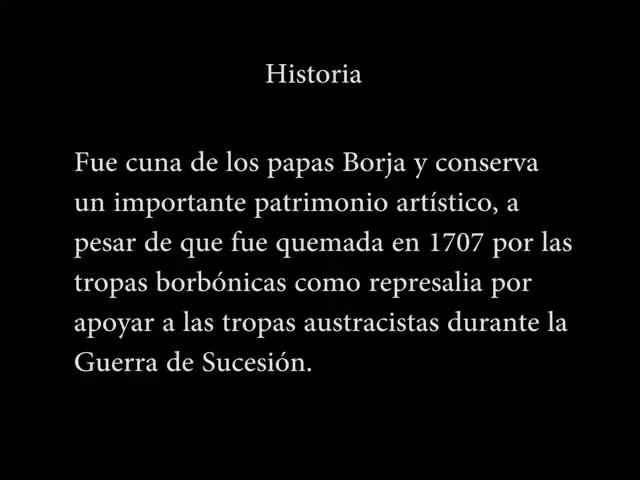 Historia
Fue cuna de los papas Borja y conserva
un importante patrimonio artístico, a
pesar de que fue quemada en 1707 por las
tropas borbónicas como represalia por
apoyar a las tropas austracistas durante la
Guerra de Sucesión.